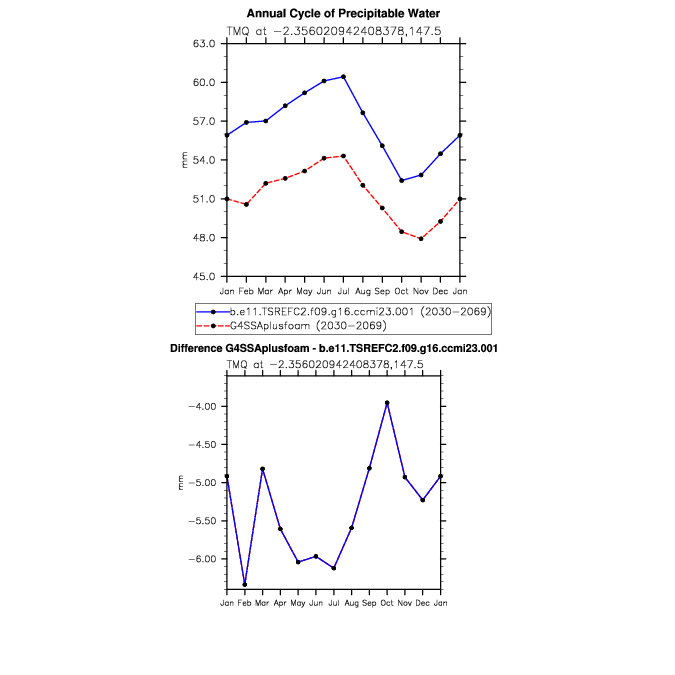 Annual Cycle of Precipitable Water
TMQ at −2.356020942408378,147.5
63.0
60.0
57.0
54.0
51.0
48.0
45.0
mm
Jan Feb Mar Apr May Jun Jul Aug Sep Oct Nov Dec Jan
b.e11.TSREFC2.f09.g16.ccmi23.001 (2030−2069)
G4SSAplusfoam (2030−2069)
Difference G4SSAplusfoam - b.e11.TSREFC2.f09.g16.ccmi23.001
TMQ at −2.356020942408378,147.5
−4.00
−4.50
−5.00
−5.50
−6.00
mm
Jan Feb Mar Apr May Jun Jul Aug Sep Oct Nov Dec Jan